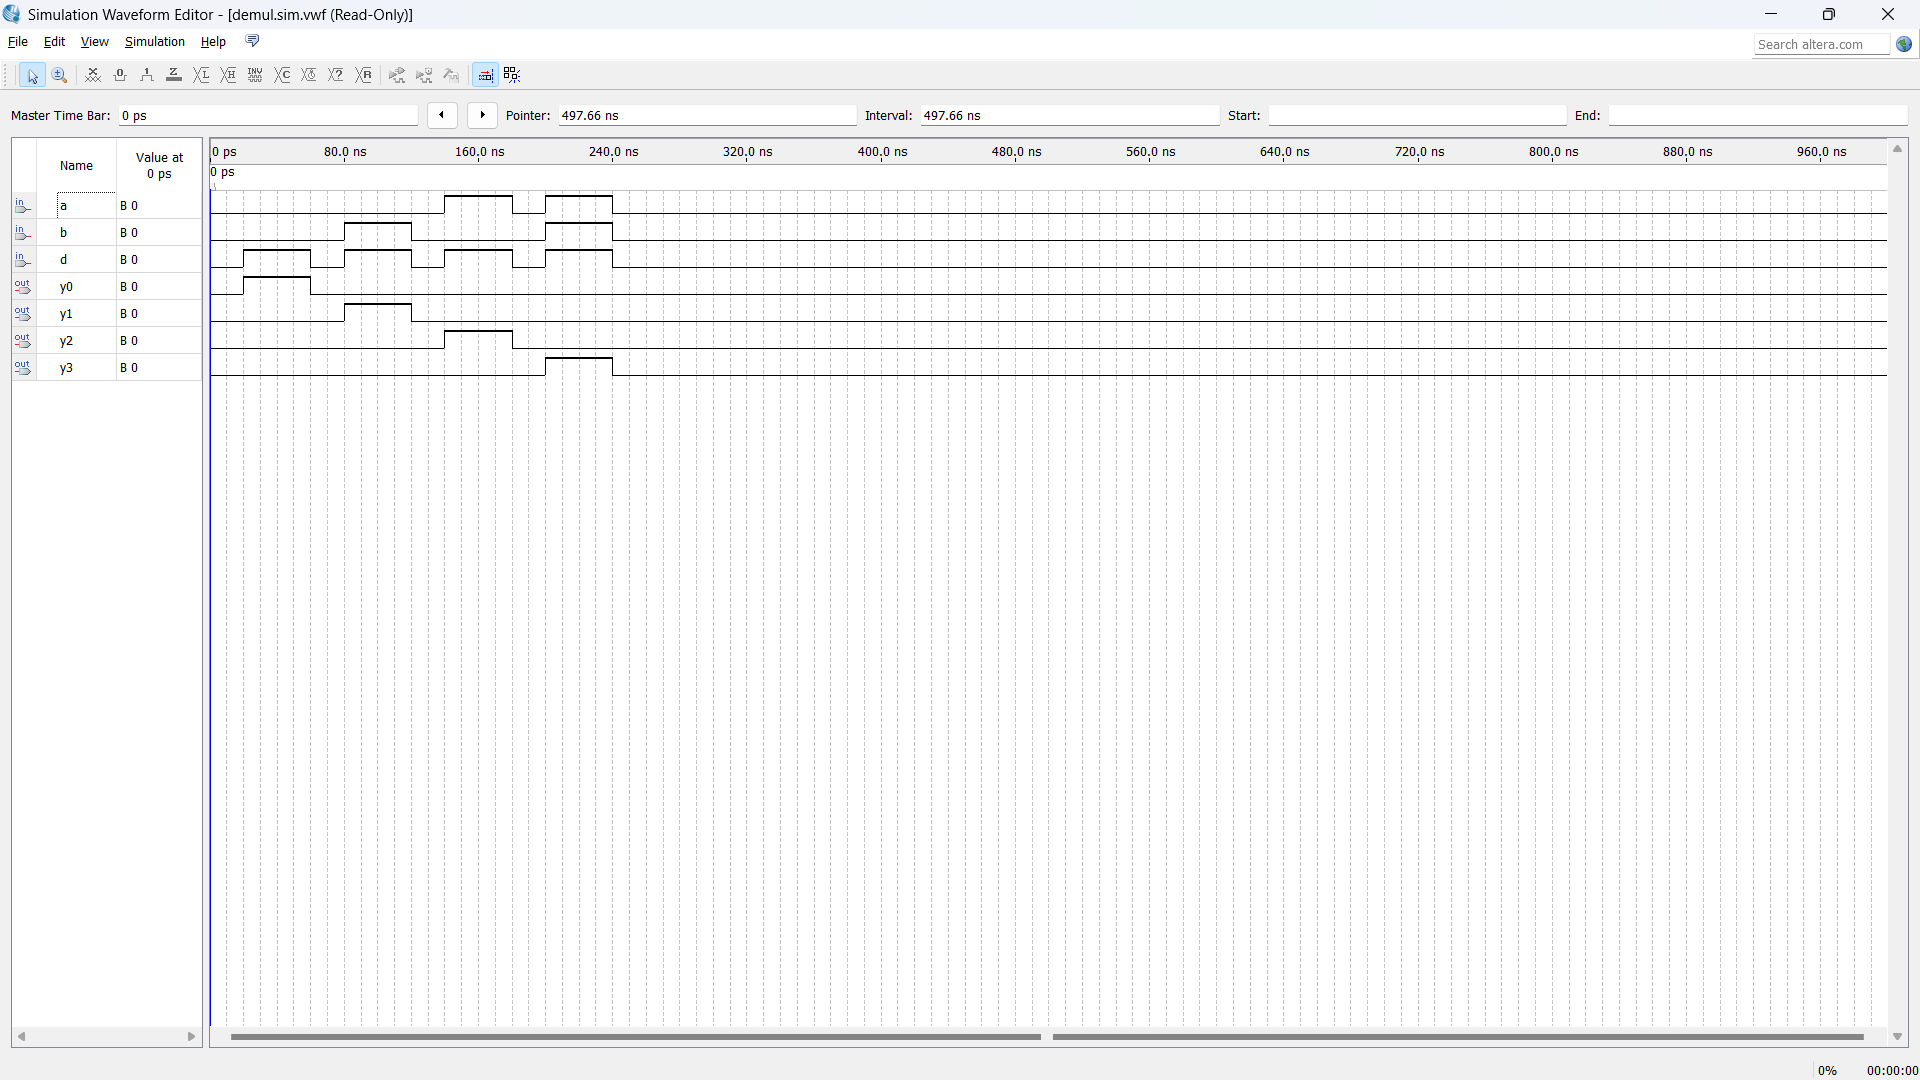 Simulation Waveform Editor - [demul.sim.vwf (Read-Only)]
File Edit View Simulation Help
Search altera.com
Master Time Bar: 0 ps Pointer: 497.66 ns Interval: 497.66 ns Start: End:
Name Value at 0 ps
0 ps 80.0 ns 160.0 ns 240.0 ns 320.0 ns 400.0 ns 480.0 ns 560.0 ns 640.0 ns 720.0 ns 800.0 ns 880.0 ns 960.0 ns
0 ps
in a B 0
in b B 0
in d B 0
out y0 B 0
out y1 B 0
out y2 B 0
out y3 B 0
0% 00:00:00